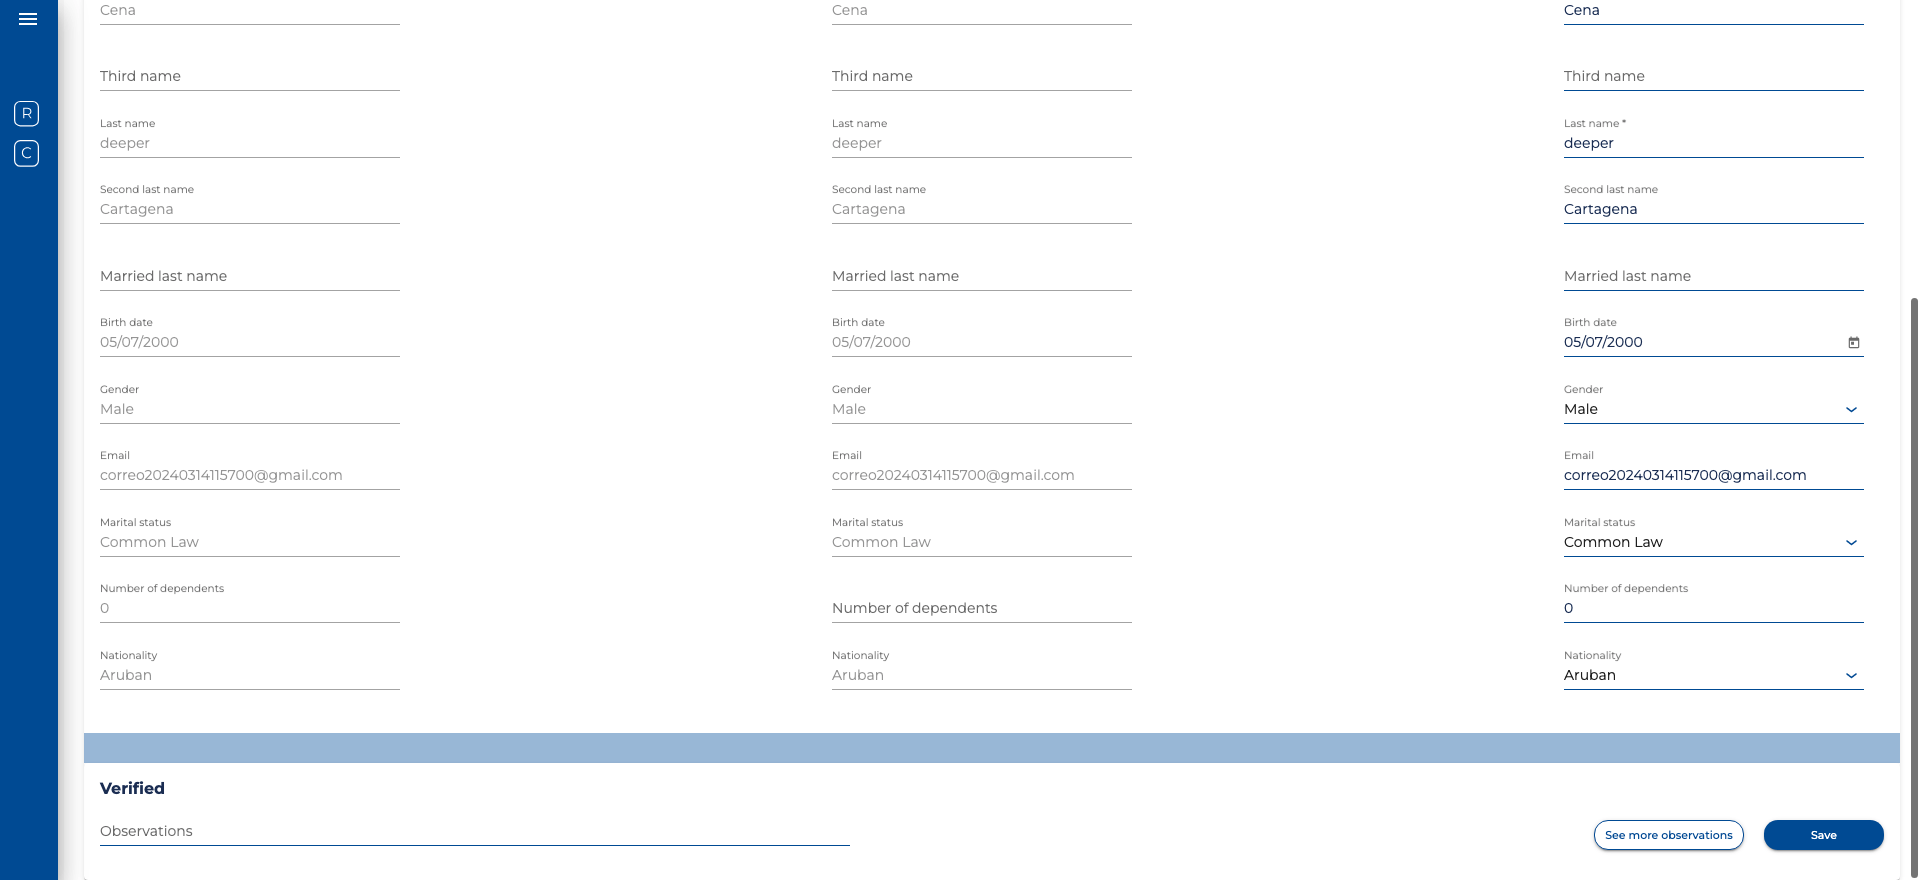 Cena Cena Cena
R
Third name Third name Third name
Last name Last name Last name *
deeper deeper deeper
C
Second last name Second last name Second last name
Cartagena Cartagena Cartagena
Married last name Married last name Married last name
Birth date Birth date Birth date
05/07/2000 05/07/2000 05/07/2000
Gender Gender Gender
Male Male Male
Email Email Email
correo20240314115700@gmail.com correo20240314115700@gmail.com correo20240314115700@gmail.com
Marital status Marital status Marital status
Common Law Common Law Common Law
Number of dependents Number of dependents
0 Number of dependents 0
Nationality Nationality Nationality
Aruban Aruban Aruban
Verified
Observations See more observations Save